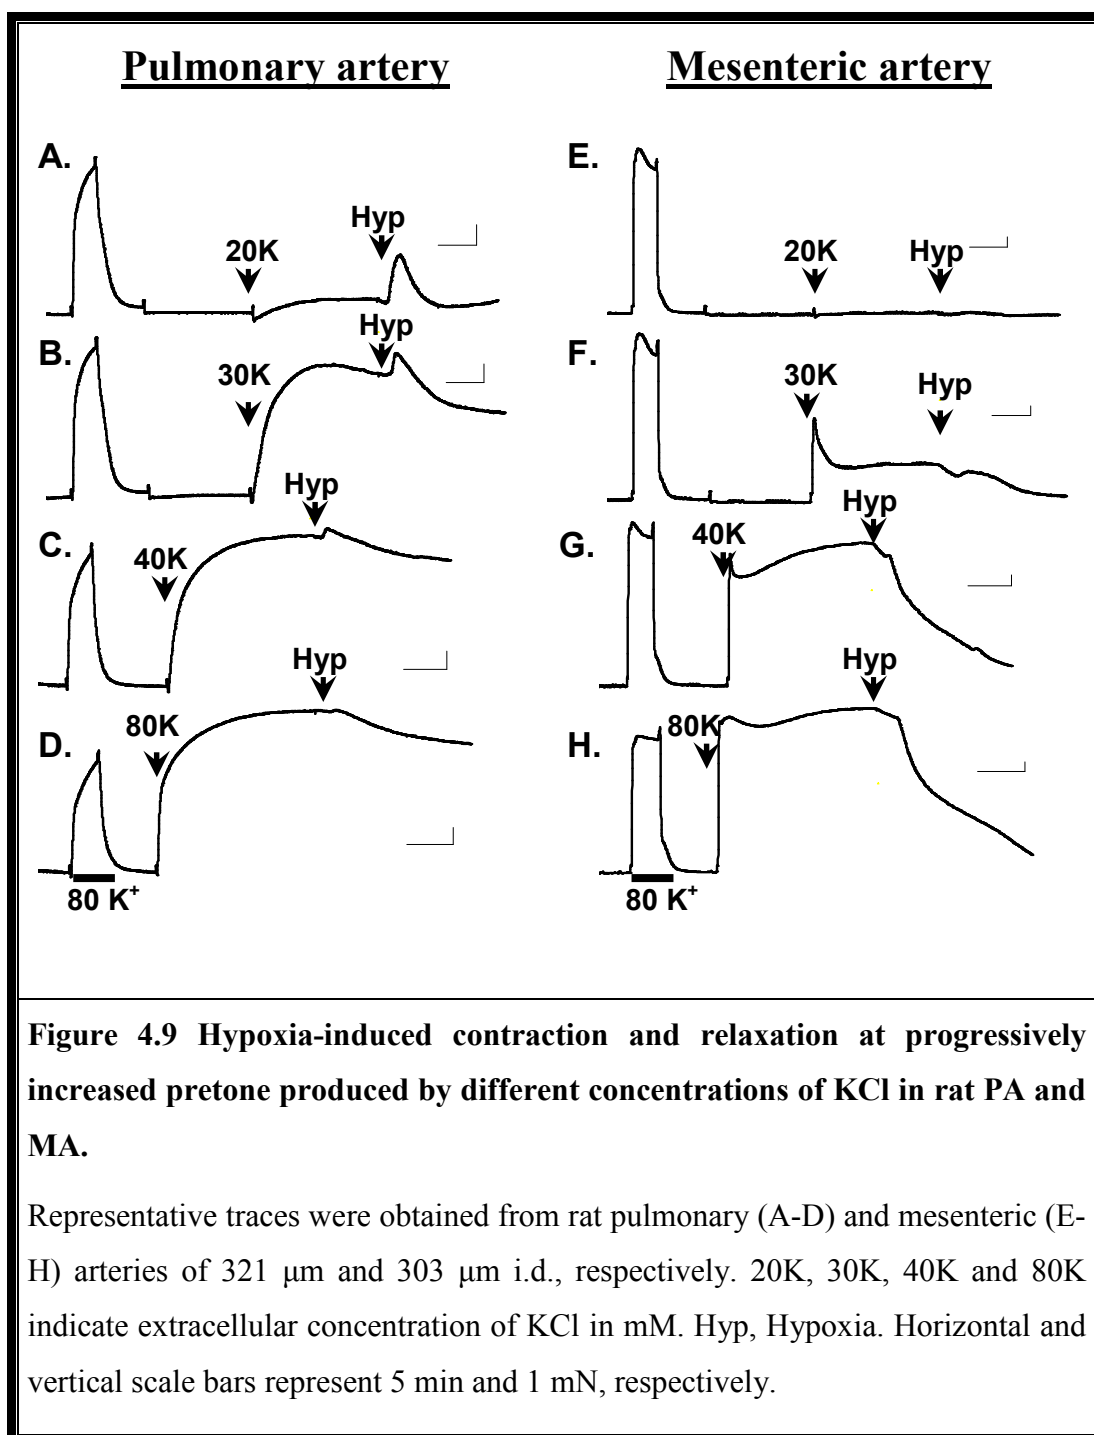 Pulmonary artery
Mesenteric artery
A.
20K
Hyp
B.
30K
Hyp
C.
40K
Hyp
D.
80K
Hyp
80 K⁺
E.
20K
Hyp
F.
30K
Hyp
G.
40K
Hyp
H.
80K
Hyp
80 K⁺
Figure 4.9 Hypoxia-induced contraction and relaxation at progressively
increased pretone produced by different concentrations of KCl in rat PA and
MA.
Representative traces were obtained from rat pulmonary (A-D) and mesenteric (E-
H) arteries of 321 μm and 303 μm i.d., respectively. 20K, 30K, 40K and 80K
indicate extracellular concentration of KCl in mM. Hyp, Hypoxia. Horizontal and
vertical scale bars represent 5 min and 1 mN, respectively.